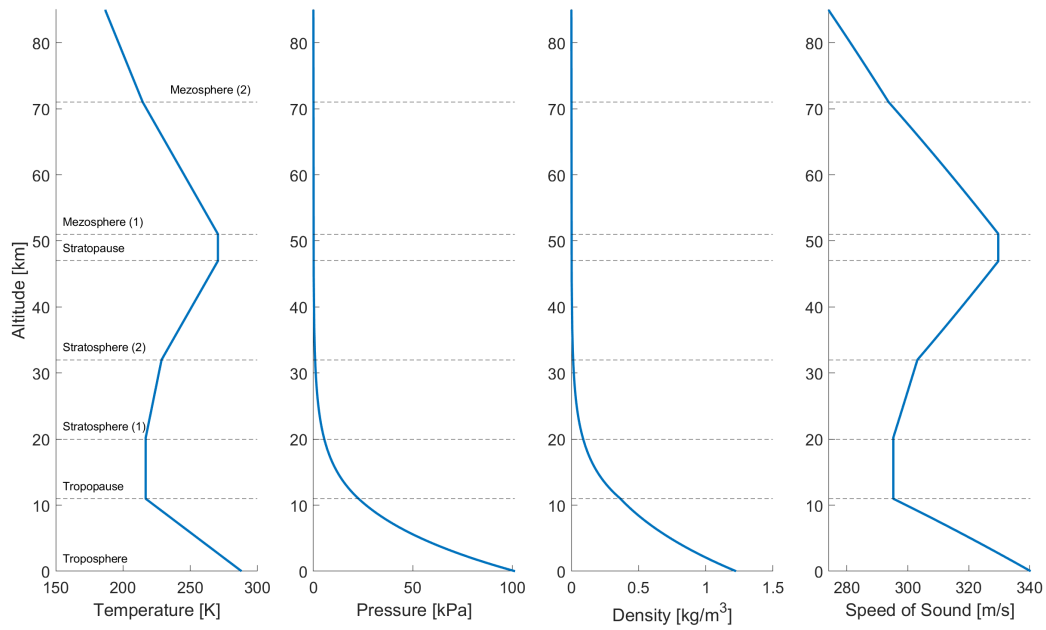 80
70
60
50
40
30
20
10
0
Altitude [km]
Mezosphere (2)
Mezosphere (1)
Stratopause
Stratosphere (2)
Stratosphere (1)
Tropopause
Troposphere
150 200 250 300
Temperature [K]
80
70
60
50
40
30
20
10
0
0 50 100
Pressure [kPa]
80
70
60
50
40
30
20
10
0
0 0.5 1 1.5
Density [kg/m³]
80
70
60
50
40
30
20
10
0
280 300 320 340
Speed of Sound [m/s]